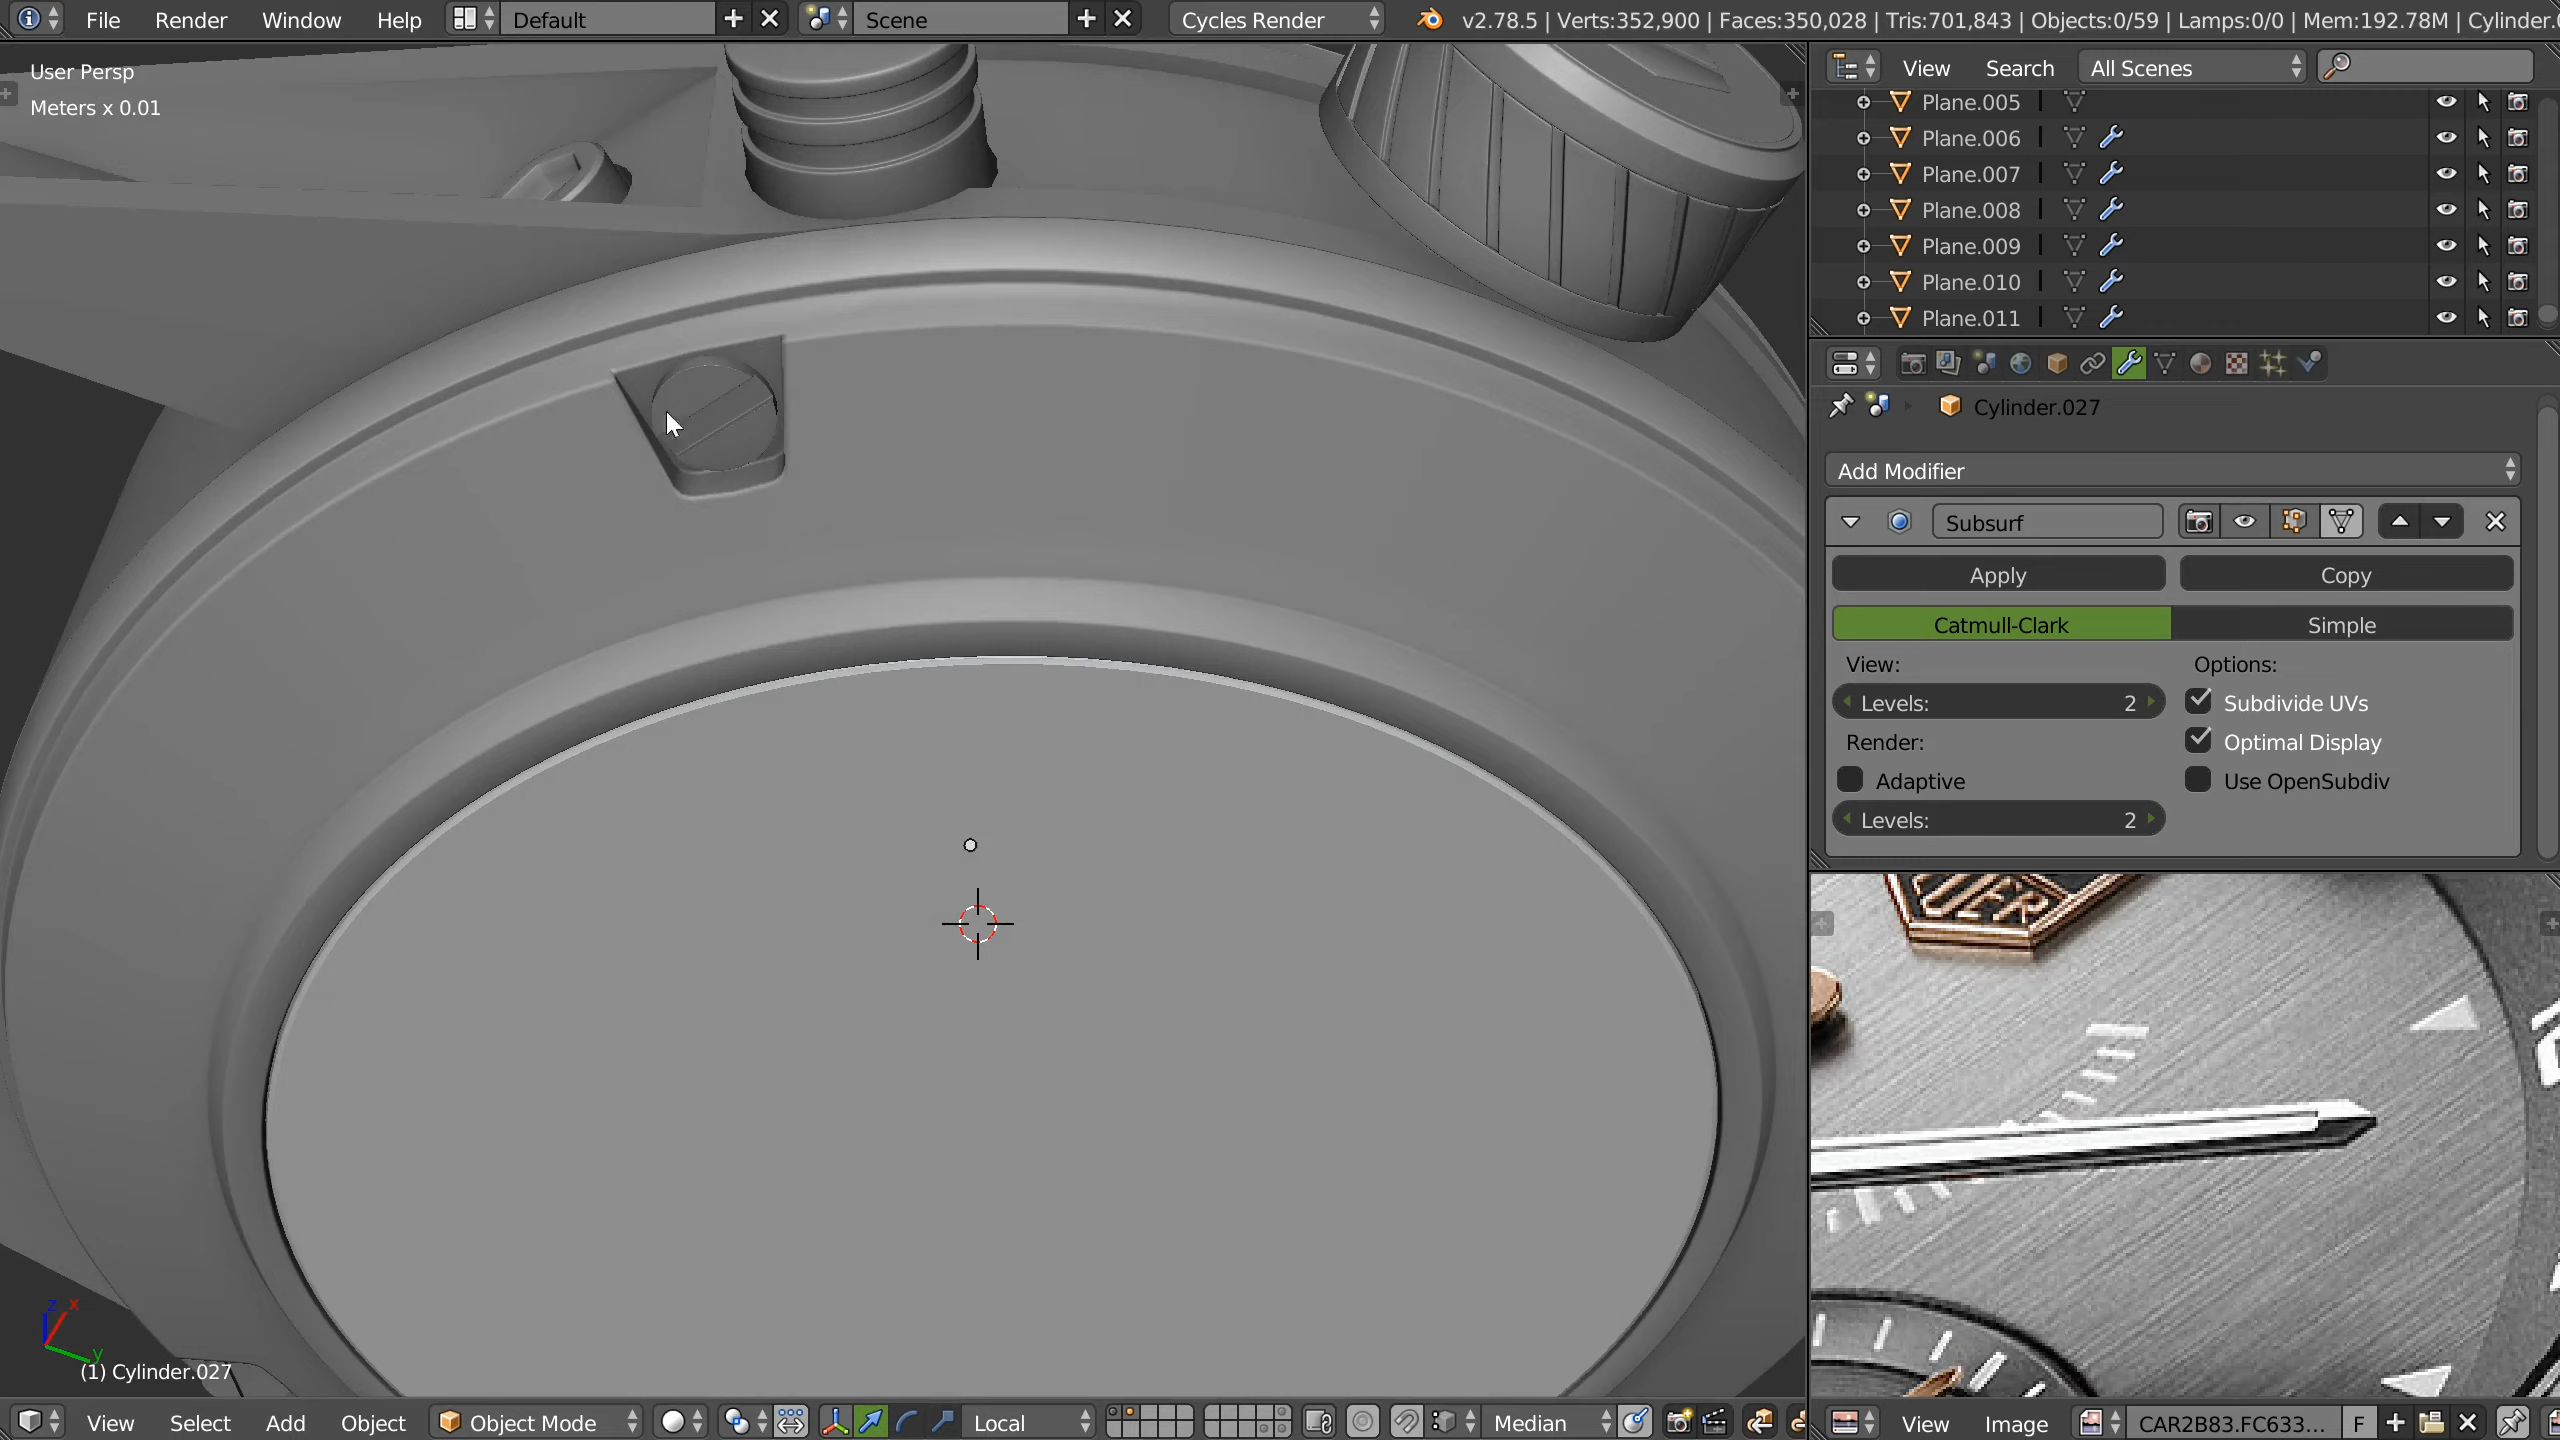 File Render Window Help Default Scene Cycles Render v2.78.5 | Verts:352,900 | Faces:350,028 | Tris:701,843 | Objects:0/59 | Lamps:0/0 | Mem:192.78M |
User Persp
Meters x 0.01
(1) Cylinder.027
View Select Add Object Object Mode Local Median
View Search All Scenes
Plane.005
Plane.006
Plane.007
Plane.008
Plane.009
Plane.010
Plane.011
Cylinder.027
Add Modifier
Subsurf
Apply Copy
Catmull-Clark Simple
View: Options:
Levels: 2 Subdivide UVs
Render: Optimal Display
Adaptive Use OpenSubdiv
Levels: 2
View Image CAR2B83.FC633... F
z x
y